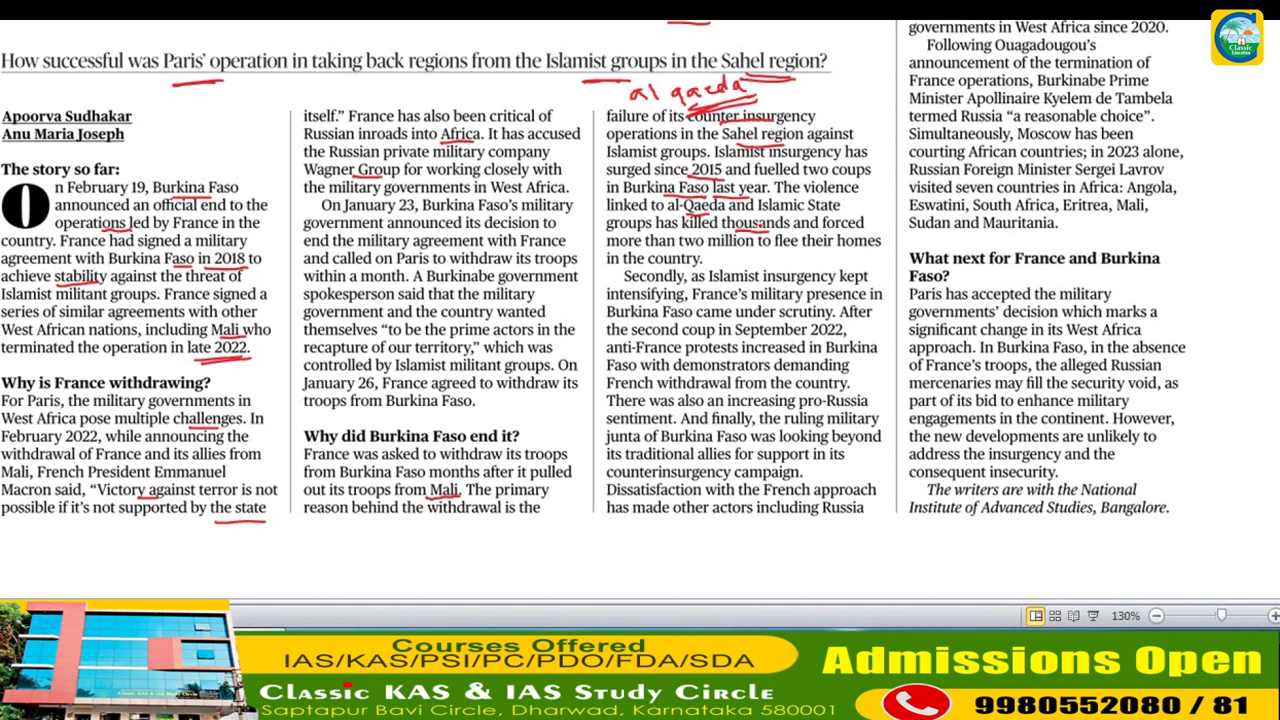 How successful was Paris' operation in taking back regions from the Islamist groups in the Sahel region?
al qaeda
Apoorva Sudhakar
Anu Maria Joseph
The story so far:
On February 19, Burkina Faso
announced an official end to the
operations led by France in the
country. France had signed a military
agreement with Burkina Faso in 2018 to
achieve stability against the threat of
Islamist militant groups. France signed a
series of similar agreements with other
West African nations, including Mali who
terminated the operation in late 2022.
Why is France withdrawing?
For Paris, the military governments in
West Africa pose multiple challenges. In
February 2022, while announcing the
withdrawal of France and its allies from
Mali, French President Emmanuel
Macron said, “Victory against terror is not
possible if it’s not supported by the state
itself.” France has also been critical of
Russian inroads into Africa. It has accused
the Russian private military company
Wagner Group for working closely with
the military governments in West Africa.
On January 23, Burkina Faso’s military
government announced its decision to
end the military agreement with France
and called on Paris to withdraw its troops
within a month. A Burkinabe government
spokesperson said that the military
government and the country wanted
themselves “to be the prime actors in the
recapture of our territory,” which was
controlled by Islamist militant groups. On
January 26, France agreed to withdraw its
troops from Burkina Faso.
Why did Burkina Faso end it?
France was asked to withdraw its troops
from Burkina Faso months after it pulled
out its troops from Mali. The primary
reason behind the withdrawal is the
failure of its counter insurgency
operations in the Sahel region against
Islamist groups. Islamist insurgency has
surged since 2015 and fuelled two coups
in Burkina Faso last year. The violence
linked to al-Qaeda and Islamic State
groups has killed thousands and forced
more than two million to flee their homes
in the country.
Secondly, as Islamist insurgency kept
intensifying, France’s military presence in
Burkina Faso came under scrutiny. After
the second coup in September 2022,
anti-France protests increased in Burkina
Faso with demonstrators demanding
French withdrawal from the country.
There was also an increasing pro-Russia
sentiment. And finally, the ruling military
junta of Burkina Faso was looking beyond
its traditional allies for support in its
counterinsurgency campaign.
Dissatisfaction with the French approach
has made other actors including Russia
governments in West Africa since 2020.
Following Ouagadougou’s
announcement of the termination of
France operations, Burkinabe Prime
Minister Apollinaire Kyelem de Tambela
termed Russia “a reasonable choice”.
Simultaneously, Moscow has been
courting African countries; in 2023 alone,
Russian Foreign Minister Sergei Lavrov
visited seven countries in Africa: Angola,
Eswatini, South Africa, Eritrea, Mali,
Sudan and Mauritania.
What next for France and Burkina
Faso?
Paris has accepted the military
governments’ decision which marks a
significant change in its West Africa
approach. In Burkina Faso, in the absence
of France’s troops, the alleged Russian
mercenaries may fill the security void, as
part of its bid to enhance military
engagements in the continent. However,
the new developments are unlikely to
address the insurgency and the
consequent insecurity.
The writers are with the National
Institute of Advanced Studies, Bangalore.
Classic
Education
130%
Courses Offered
IAS/KAS/PSI/PC/PDO/FDA/SDA
Classic KAS & IAS Study Circle
Saptapur Bavi Circle, Dharwad, Karnataka 580001
Admissions Open
9980552080 / 81